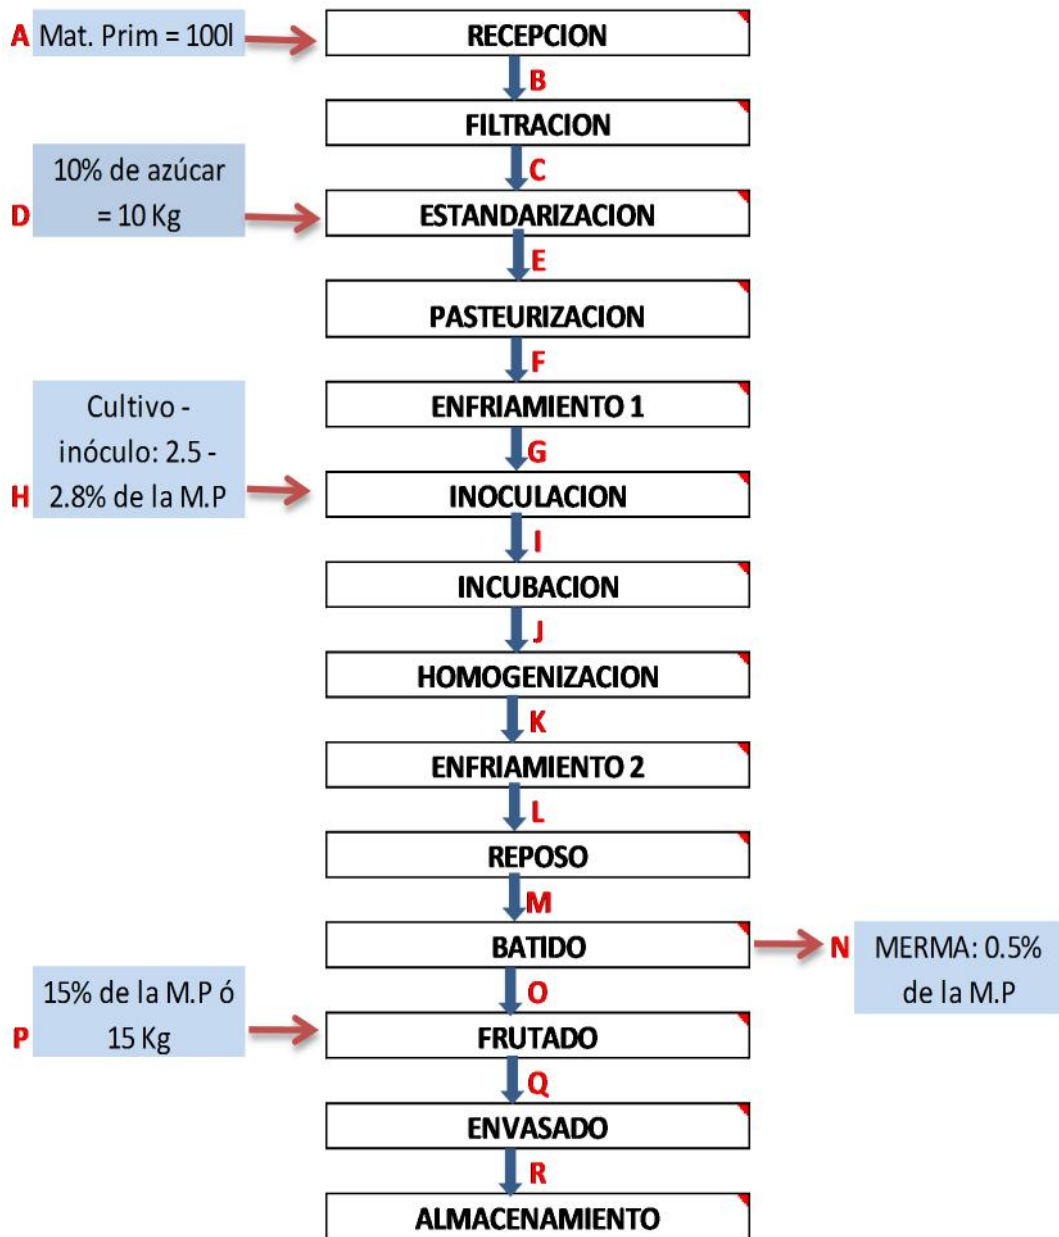 A
Mat. Prim = 100l
RECEPCION
B
FILTRACION
C
D
10% de azúcar
= 10 Kg
ESTANDARIZACION
E
PASTEURIZACION
F
ENFRIAMIENTO 1
G
H
Cultivo -
inóculo: 2.5 -
2.8% de la M.P
INOCULACION
I
INCUBACION
J
HOMOGENIZACION
K
ENFRIAMIENTO 2
L
REPOSO
M
BATIDO
N
MERMA: 0.5%
de la M.P
O
P
15% de la M.P ó
15 Kg
FRUTADO
Q
ENVASADO
R
ALMACENAMIENTO